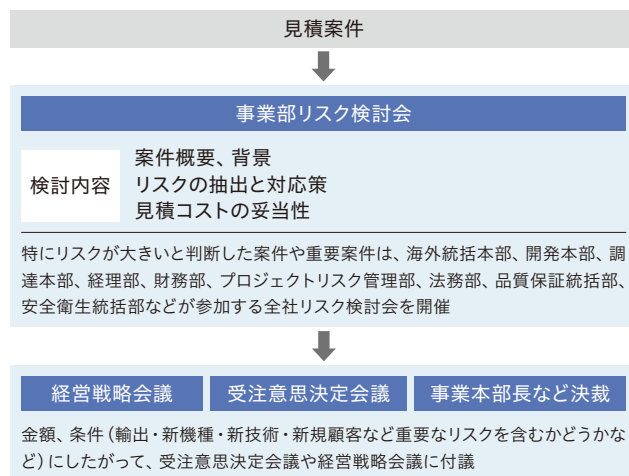 見積案件
事業部リスク検討会
検討内容
案件概要、背景
リスクの抽出と対応策
見積コストの妥当性
特にリスクが大きいと判断した案件や重要案件は、海外統括本部、開発本部、調
達本部、経理部、財務部、プロジェクトリスク管理部、法務部、品質保証統括部、
安全衛生統括部などが参加する全社リスク検討会を開催
経営戦略会議
受注意思決定会議
事業本部長など決裁
金額、条件（輸出・新機種・新技術・新規顧客など重要なリスクを含むかどうかな
ど）にしたがって、受注意思決定会議や経営戦略会議に付議